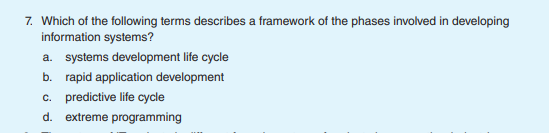 7. Which of the following terms describes a framework of the phases involved in developing
information systems?
a. systems development life cycle
b. rapid application development
c. predictive life cycle
d. extreme programming